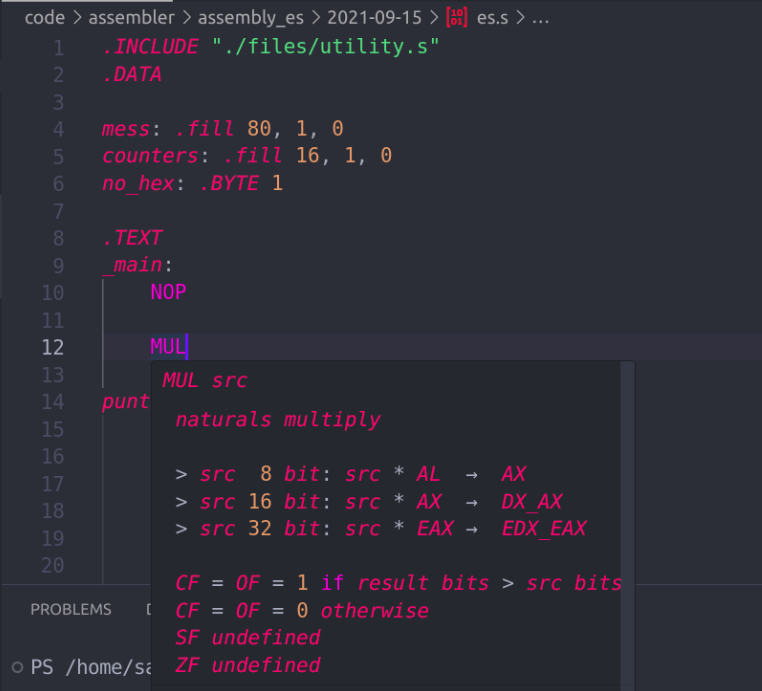 code > assembler > assembly_es > 2021-09-15 > es.s > ...
1 .INCLUDE "./files/utility.s"
2 .DATA
3
4 mess: .fill 80, 1, 0
5 counters: .fill 16, 1, 0
6 no_hex: .BYTE 1
7
8 .TEXT
9 _main:
10 NOP
11
12 MUL
13
MUL src
14 punt
naturals multiply
15
16
> src 8 bit: src * AL → AX
17
> src 16 bit: src * AX → DX_AX
18
> src 32 bit: src * EAX → EDX_EAX
19
20
CF = OF = 1 if result bits > src bits
PROBLEMS
CF = OF = 0 otherwise
SF undefined
PS /home/sa
ZF undefined